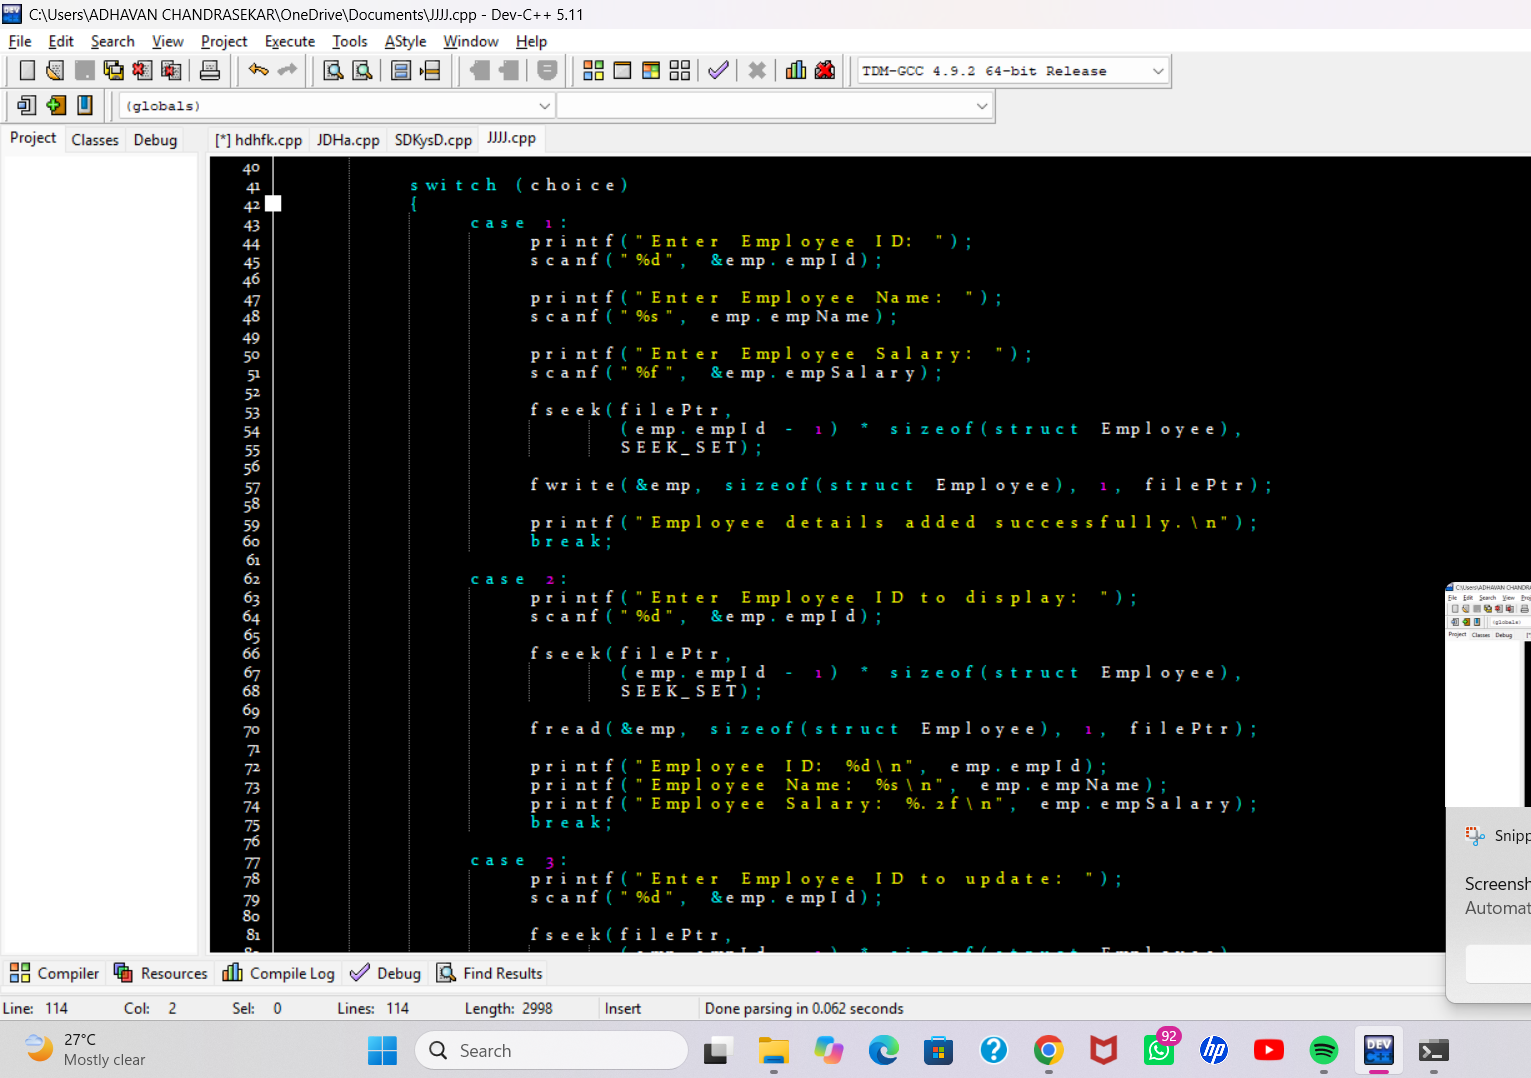 C:\Users\ADHAVAN CHANDRASEKAR\OneDrive\Documents\JJJJ.cpp - Dev-C++ 5.11
File Edit Search View Project Execute Tools AStyle Window Help
TDM-GCC 4.9.2 64-bit Release
(globals)
Project Classes Debug [*] hdhfk.cpp JDHa.cpp SDKysD.cpp JJJJ.cpp
40
41 switch (choice)
42 {
43 case 1:
44 printf("Enter Employee ID: ");
45 scanf("%d", &emp.empId);
46
47 printf("Enter Employee Name: ");
48 scanf("%s", emp.empName);
49
50 printf("Enter Employee Salary: ");
51 scanf("%f", &emp.empSalary);
52
53 fseek(filePtr,
54 (emp.empId - 1) * sizeof(struct Employee),
55 SEEK_SET);
56
57 fwrite(&emp, sizeof(struct Employee), 1, filePtr);
58
59 printf("Employee details added successfully.\n");
60 break;
61
62 case 2:
63 printf("Enter Employee ID to display: ");
64 scanf("%d", &emp.empId);
65
66 fseek(filePtr,
67 (emp.empId - 1) * sizeof(struct Employee),
68 SEEK_SET);
69
70 fread(&emp, sizeof(struct Employee), 1, filePtr);
71
72 printf("Employee ID: %d\n", emp.empId);
73 printf("Employee Name: %s\n", emp.empName);
74 printf("Employee Salary: %.2f\n", emp.empSalary);
75 break;
76
77 case 3:
78 printf("Enter Employee ID to update: ");
79 scanf("%d", &emp.empId);
80
81 fseek(filePtr,
Snipp
Screensh
Automat
Compiler Resources Compile Log Debug Find Results
Line: 114 Col: 2 Sel: 0 Lines: 114 Length: 2998 Insert Done parsing in 0.062 seconds
27°C
Mostly clear
Search
92
hp
DEV C++